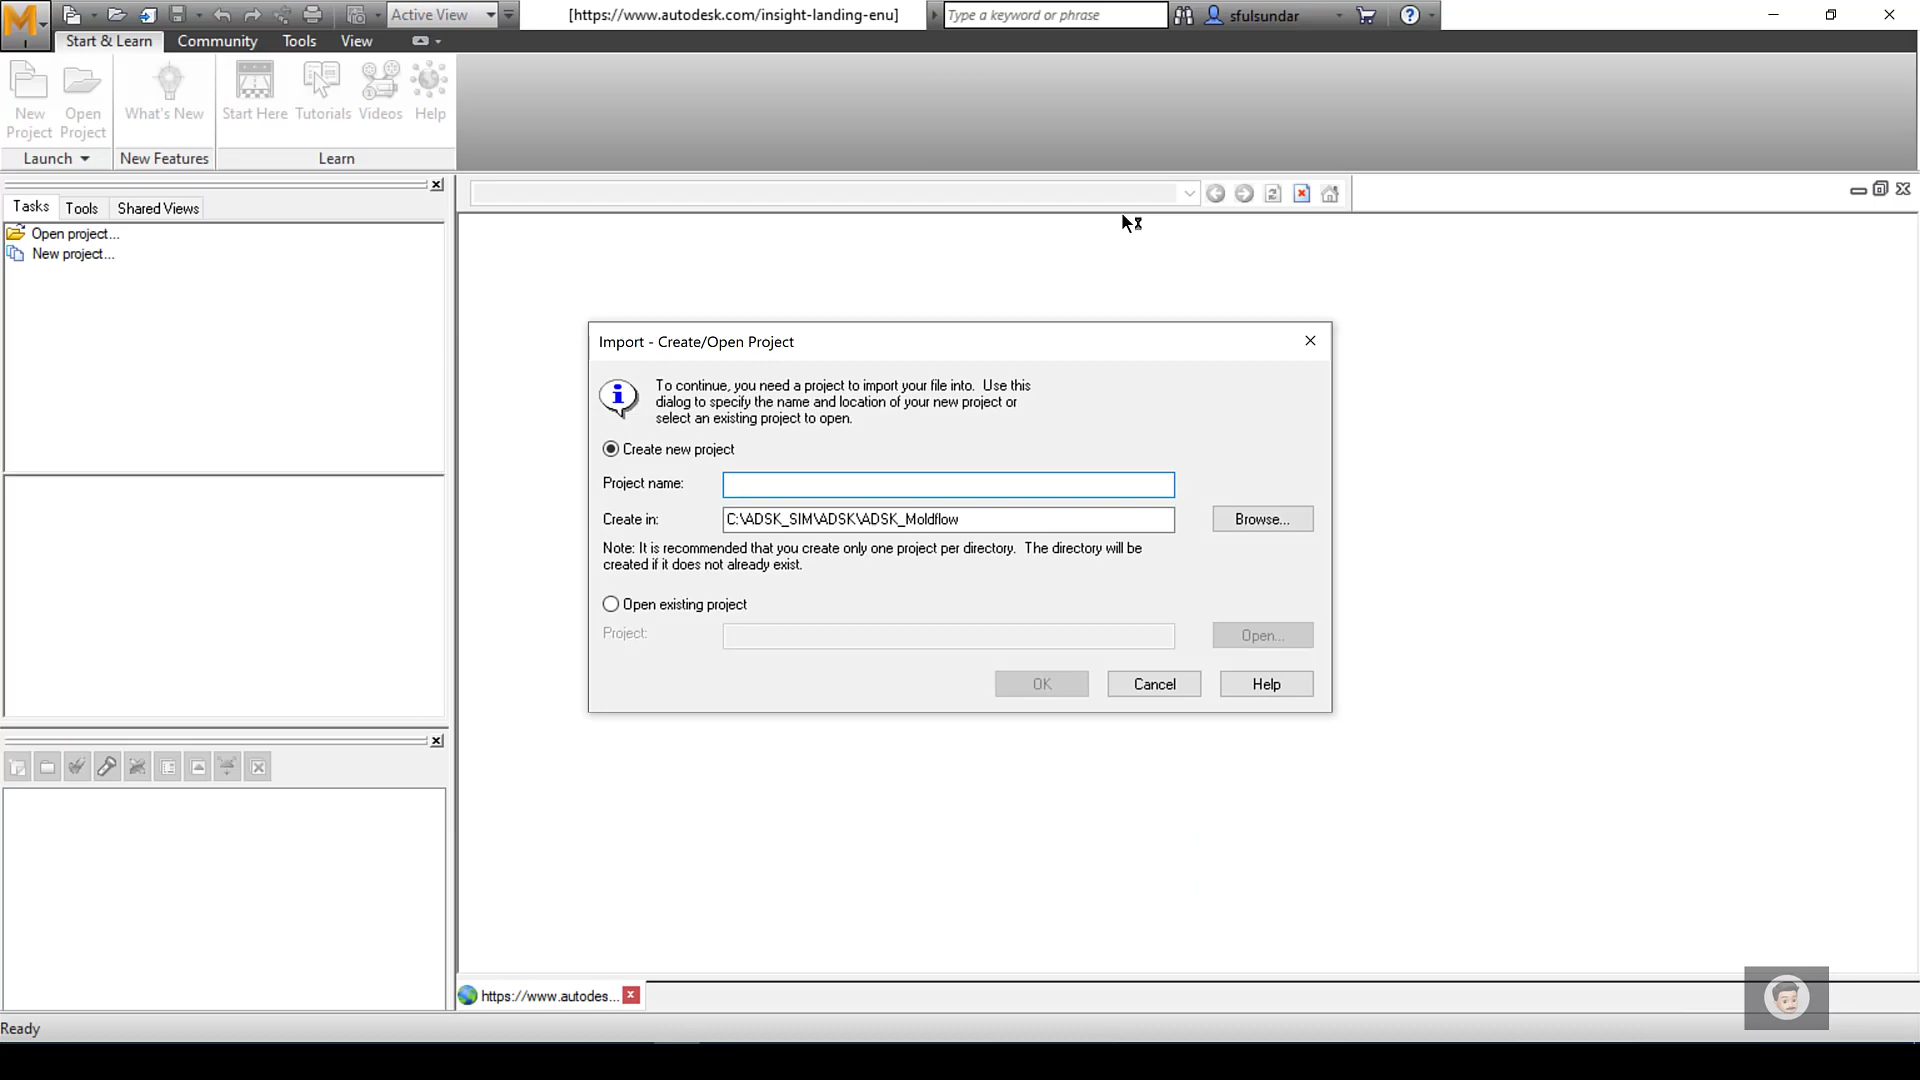 Active View
[https://www.autodesk.com/insight-landing-enu]
Type a keyword or phrase
sfulsundar
Start & Learn
Community
Tools
View
New
Project
Open
Project
What's New
Start Here
Tutorials
Videos
Help
Launch
New Features
Learn
Tasks
Tools
Shared Views
Open project...
New project...
Import - Create/Open Project
To continue, you need a project to import your file into. Use this
dialog to specify the name and location of your new project or
select an existing project to open.
Create new project
Project name:
Create in:
C:\ADSK_SIM\ADSK\ADSK_Moldflow
Browse...
Note: It is recommended that you create only one project per directory. The directory will be
created if it does not already exist.
Open existing project
Project:
Open...
OK
Cancel
Help
https://www.autodes...
Ready